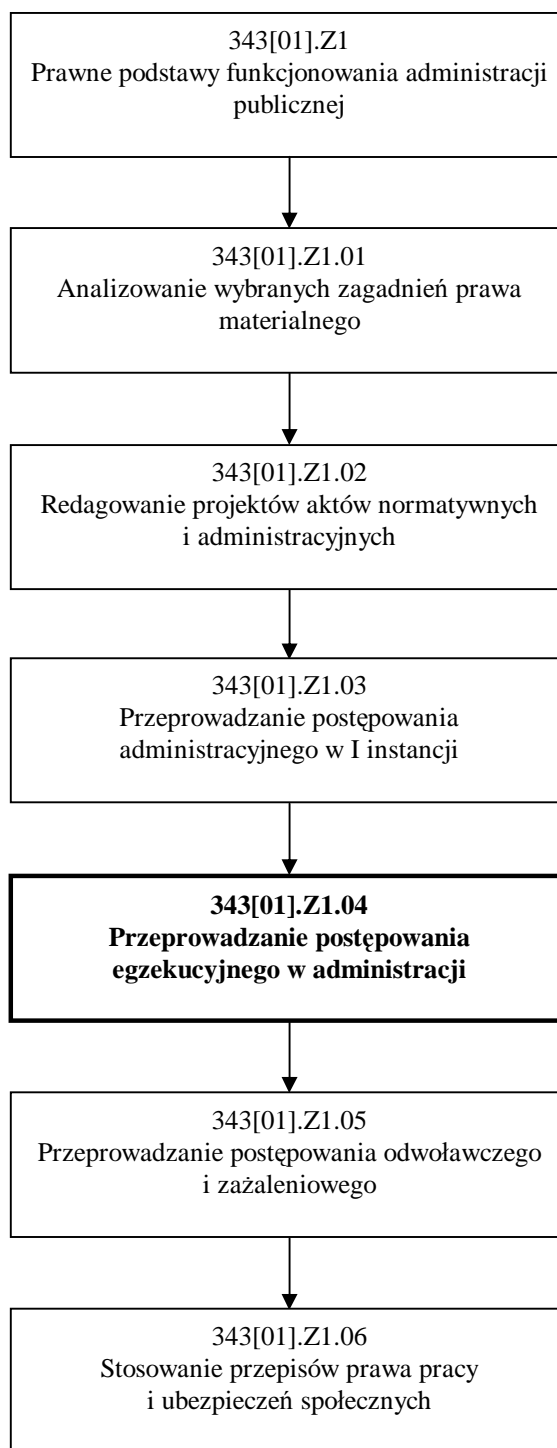 343[01].Z1
Prawne podstawy funkcjonowania administracji
publicznej
343[01].Z1.01
Analizowanie wybranych zagadnień prawa
materialnego
343[01].Z1.02
Redagowanie projektów aktów normatywnych
i administracyjnych
343[01].Z1.03
Przeprowadzanie postępowania
administracyjnego w I instancji
343[01].Z1.04
Przeprowadzanie postępowania
egzekucyjnego w administracji
343[01].Z1.05
Przeprowadzanie postępowania odwoławczego
i zażaleniowego
343[01].Z1.06
Stosowanie przepisów prawa pracy
i ubezpieczeń społecznych